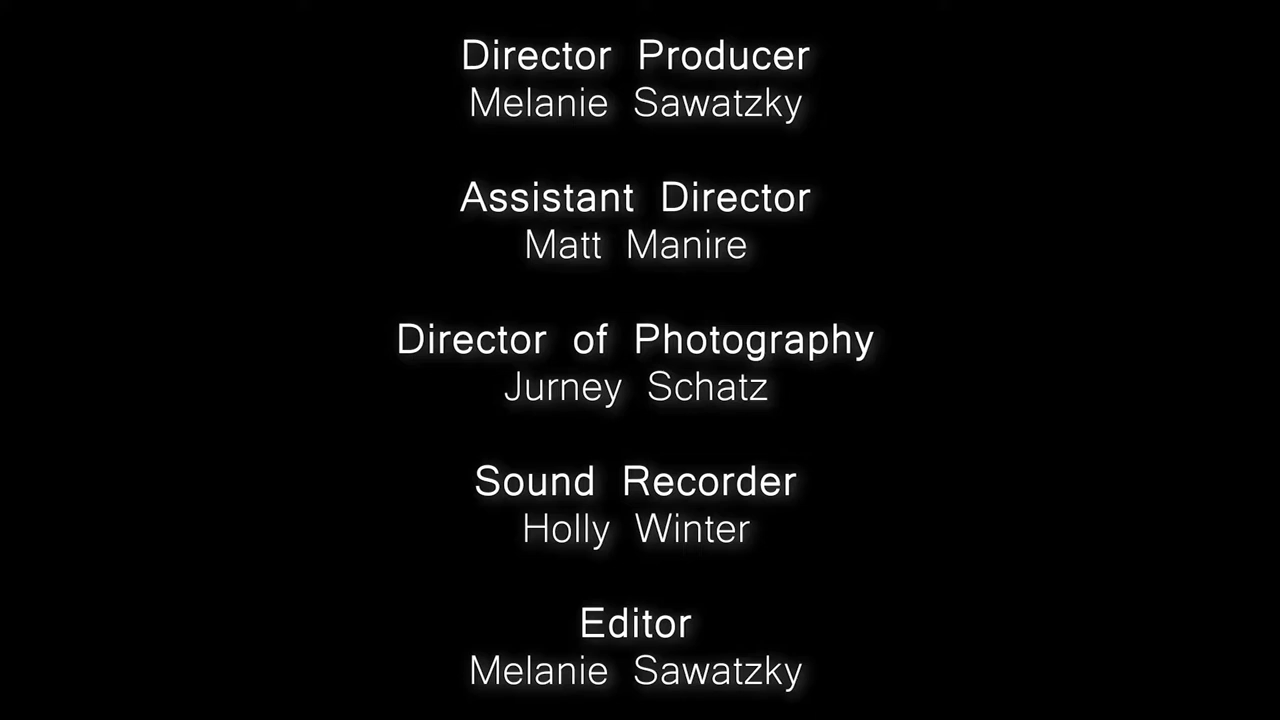 Director Producer
Melanie Sawatzky
Assistant Director
Matt Manire
Director of Photography
Jurney Schatz
Sound Recorder
Holly Winter
Editor
Melanie Sawatzky